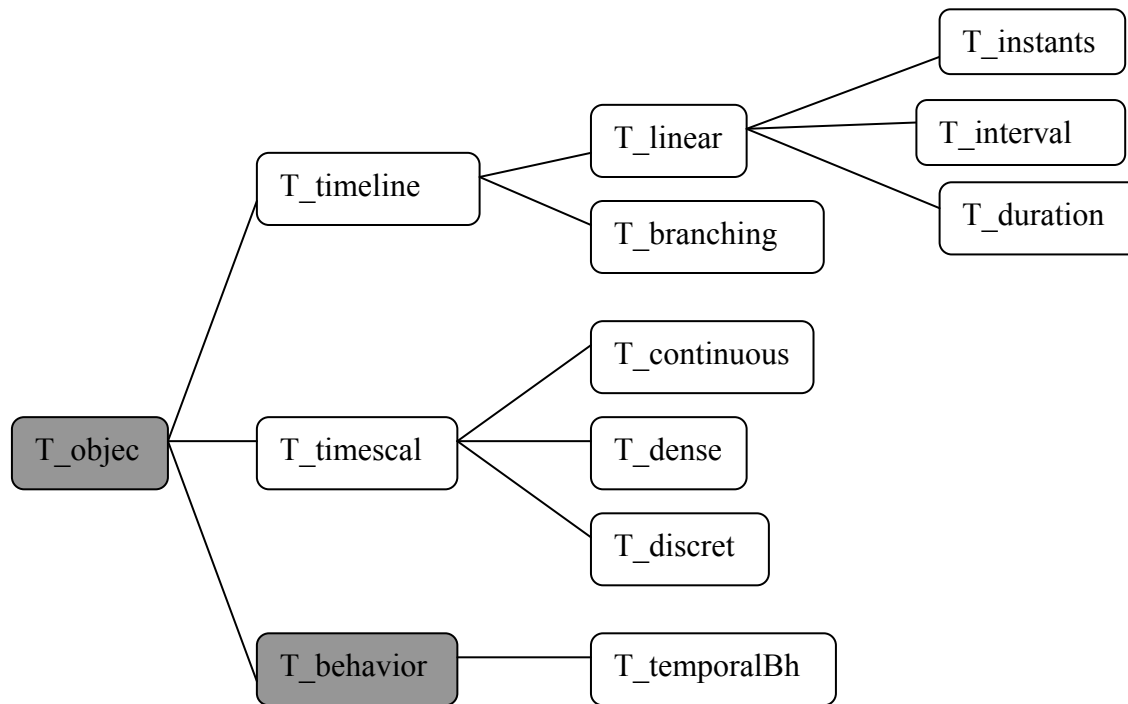 T_instants
T_linear
T_interval
T_timeline
T_duration
T_branching
T_continuous
T_objec
T_timescal
T_dense
T_discret
T_behavior
T_temporalBh